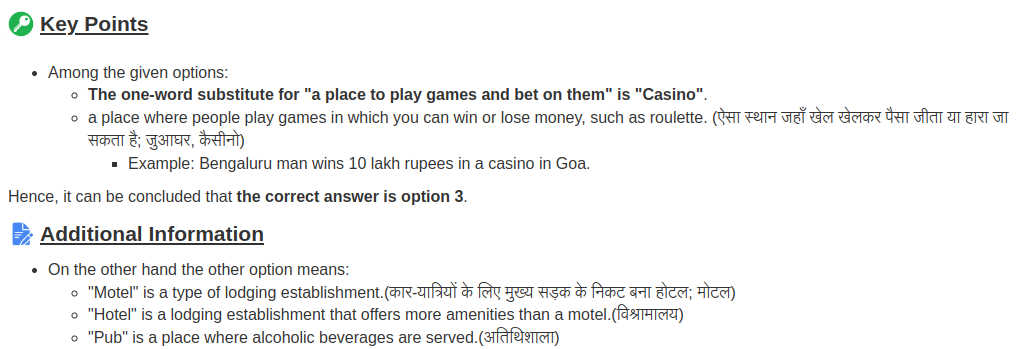 Key Points
Among the given options:
The one-word substitute for "a place to play games and bet on them" is "Casino".
a place where people play games in which you can win or lose money, such as roulette. (ऐसा स्थान जहाँ खेल खेलकर पैसा जीता या हारा जा
सकता है; जुआघर, कैसीनो)
Example: Bengaluru man wins 10 lakh rupees in a casino in Goa.
Hence, it can be concluded that the correct answer is option 3.
Additional Information
On the other hand the other option means:
"Motel" is a type of lodging establishment.(कार-यात्रियों के लिए मुख्य सड़क के निकट बना होटल; मोटल)
"Hotel" is a lodging establishment that offers more amenities than a motel.(विश्रामालय)
"Pub" is a place where alcoholic beverages are served.(अतिथिशाला)